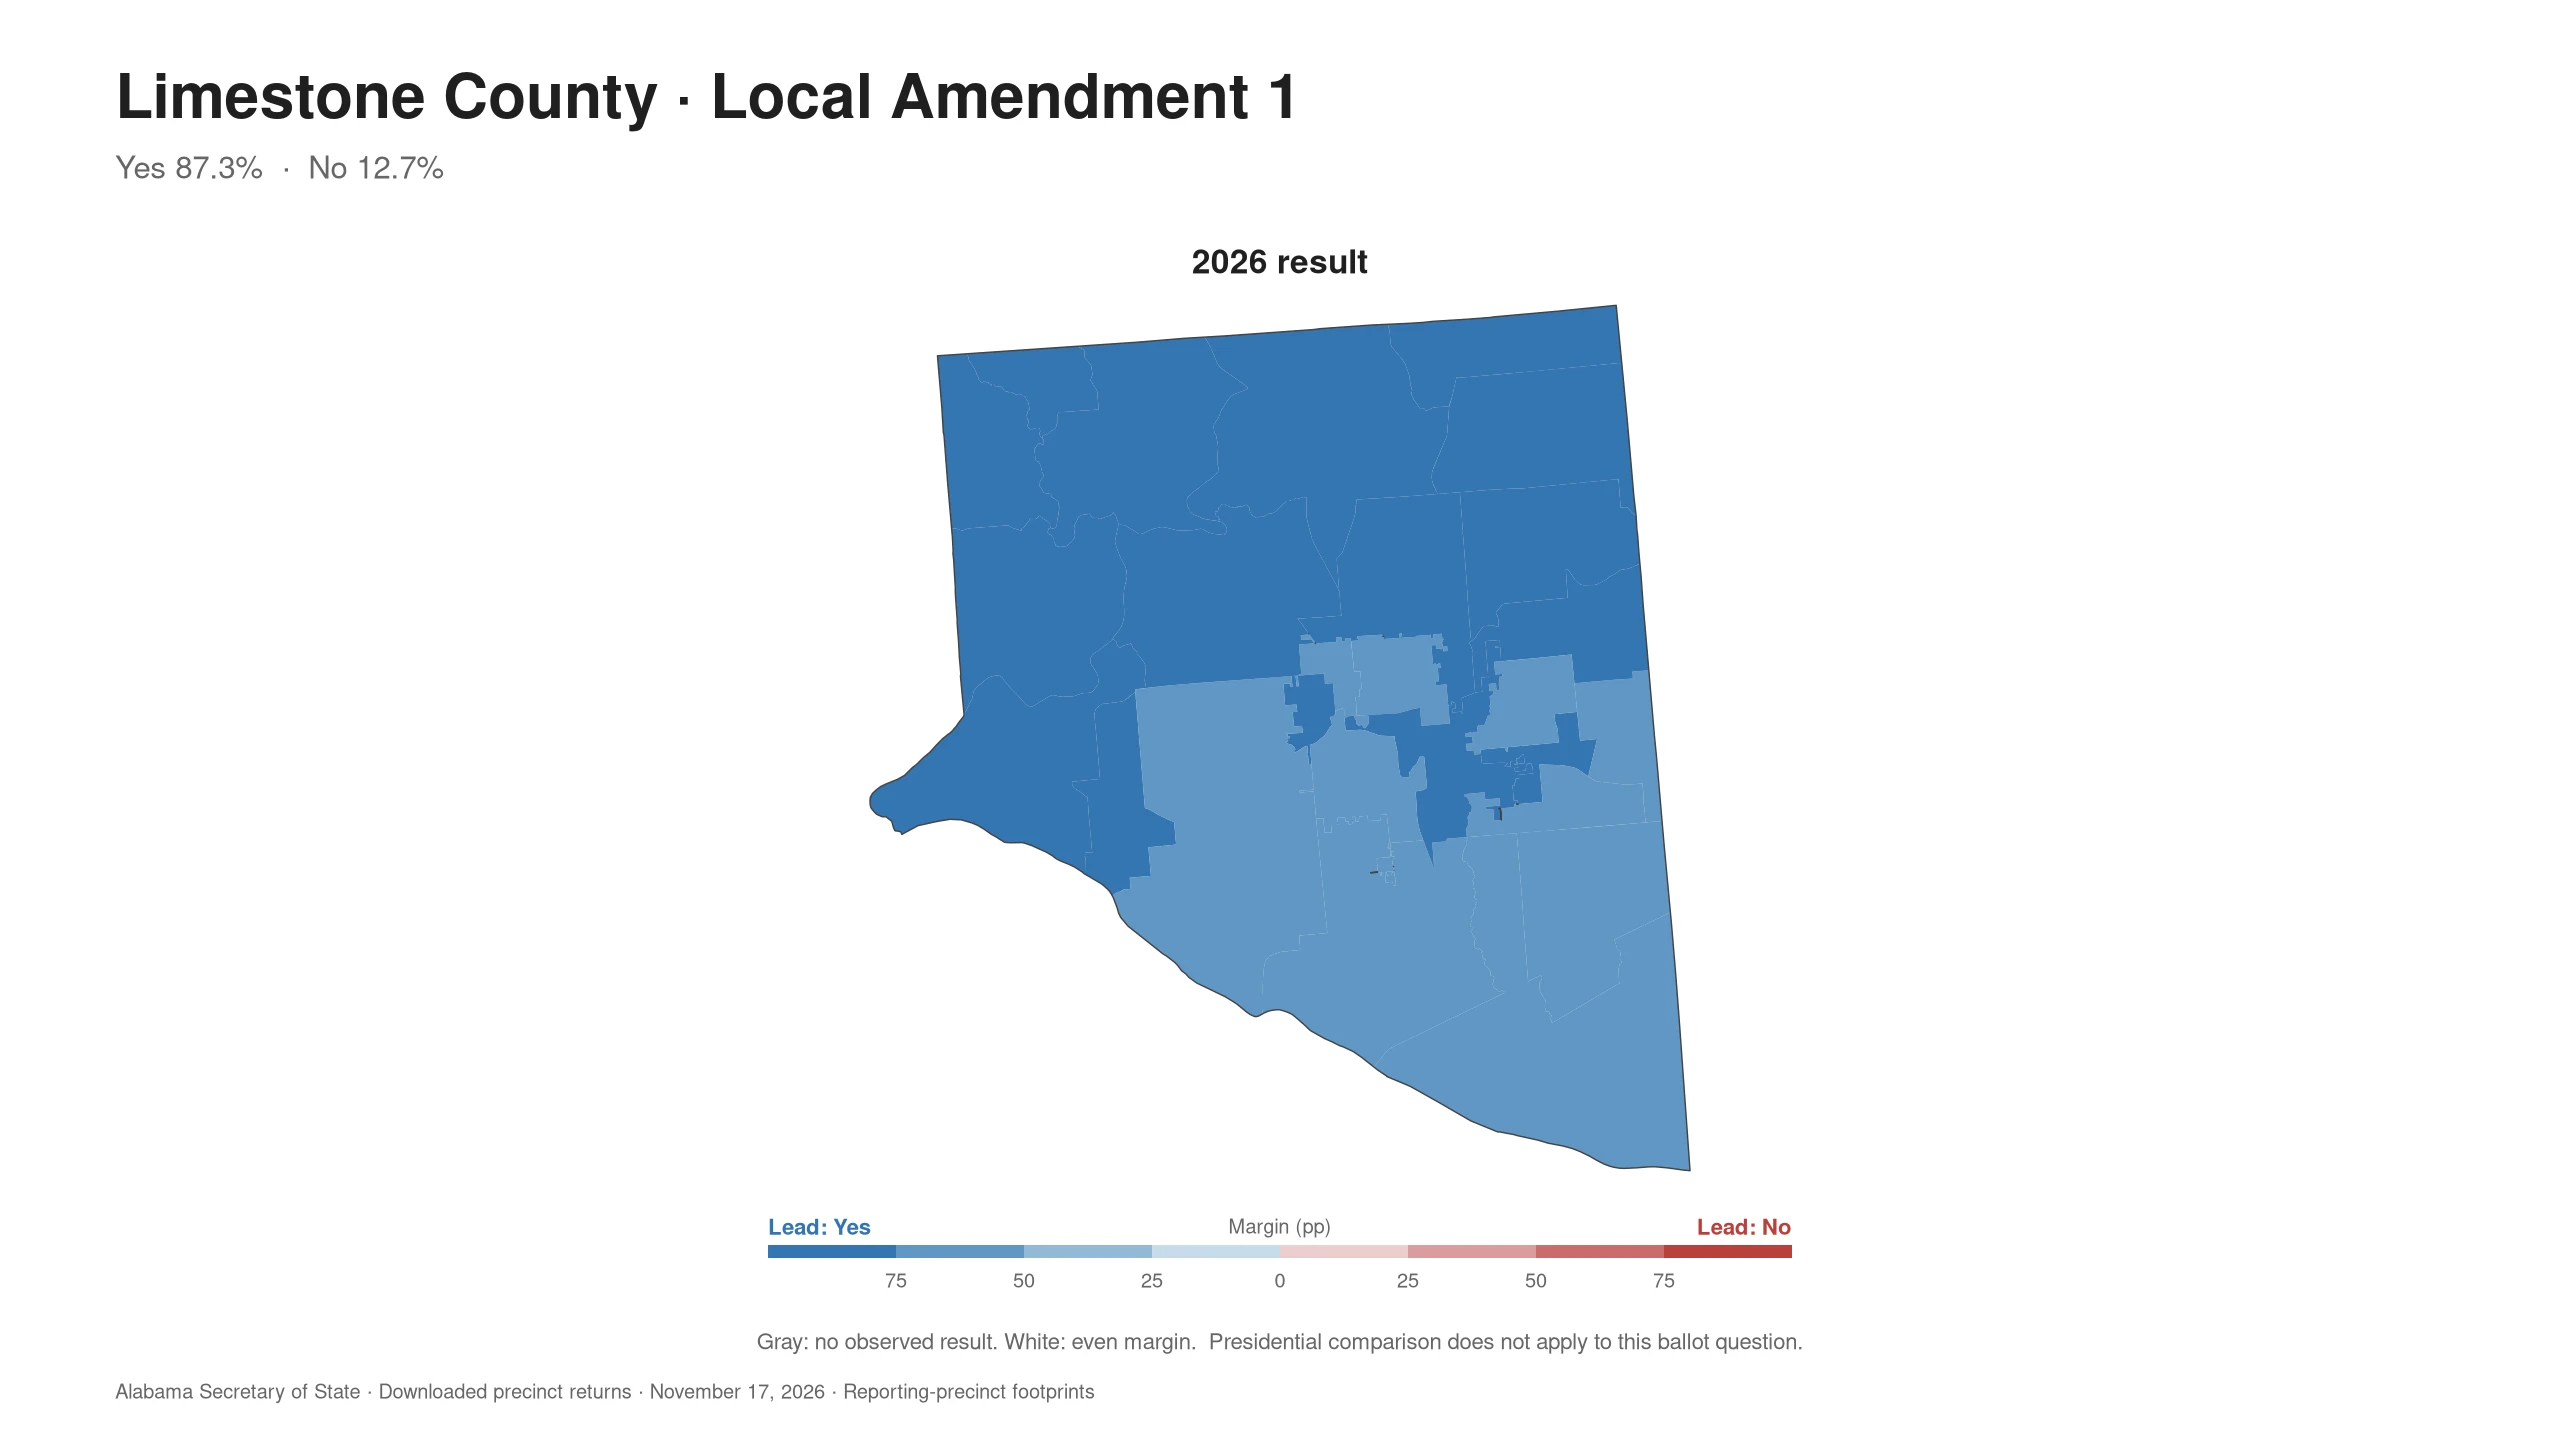 Limestone County · Local Amendment 1
Yes 87.3% · No 12.7%
2026 result
Lead: Yes Margin (pp) Lead: No
75 50 25 0 25 50 75
Gray: no observed result. White: even margin. Presidential comparison does not apply to this ballot question.
Alabama Secretary of State · Downloaded precinct returns · November 17, 2026 · Reporting-precinct footprints